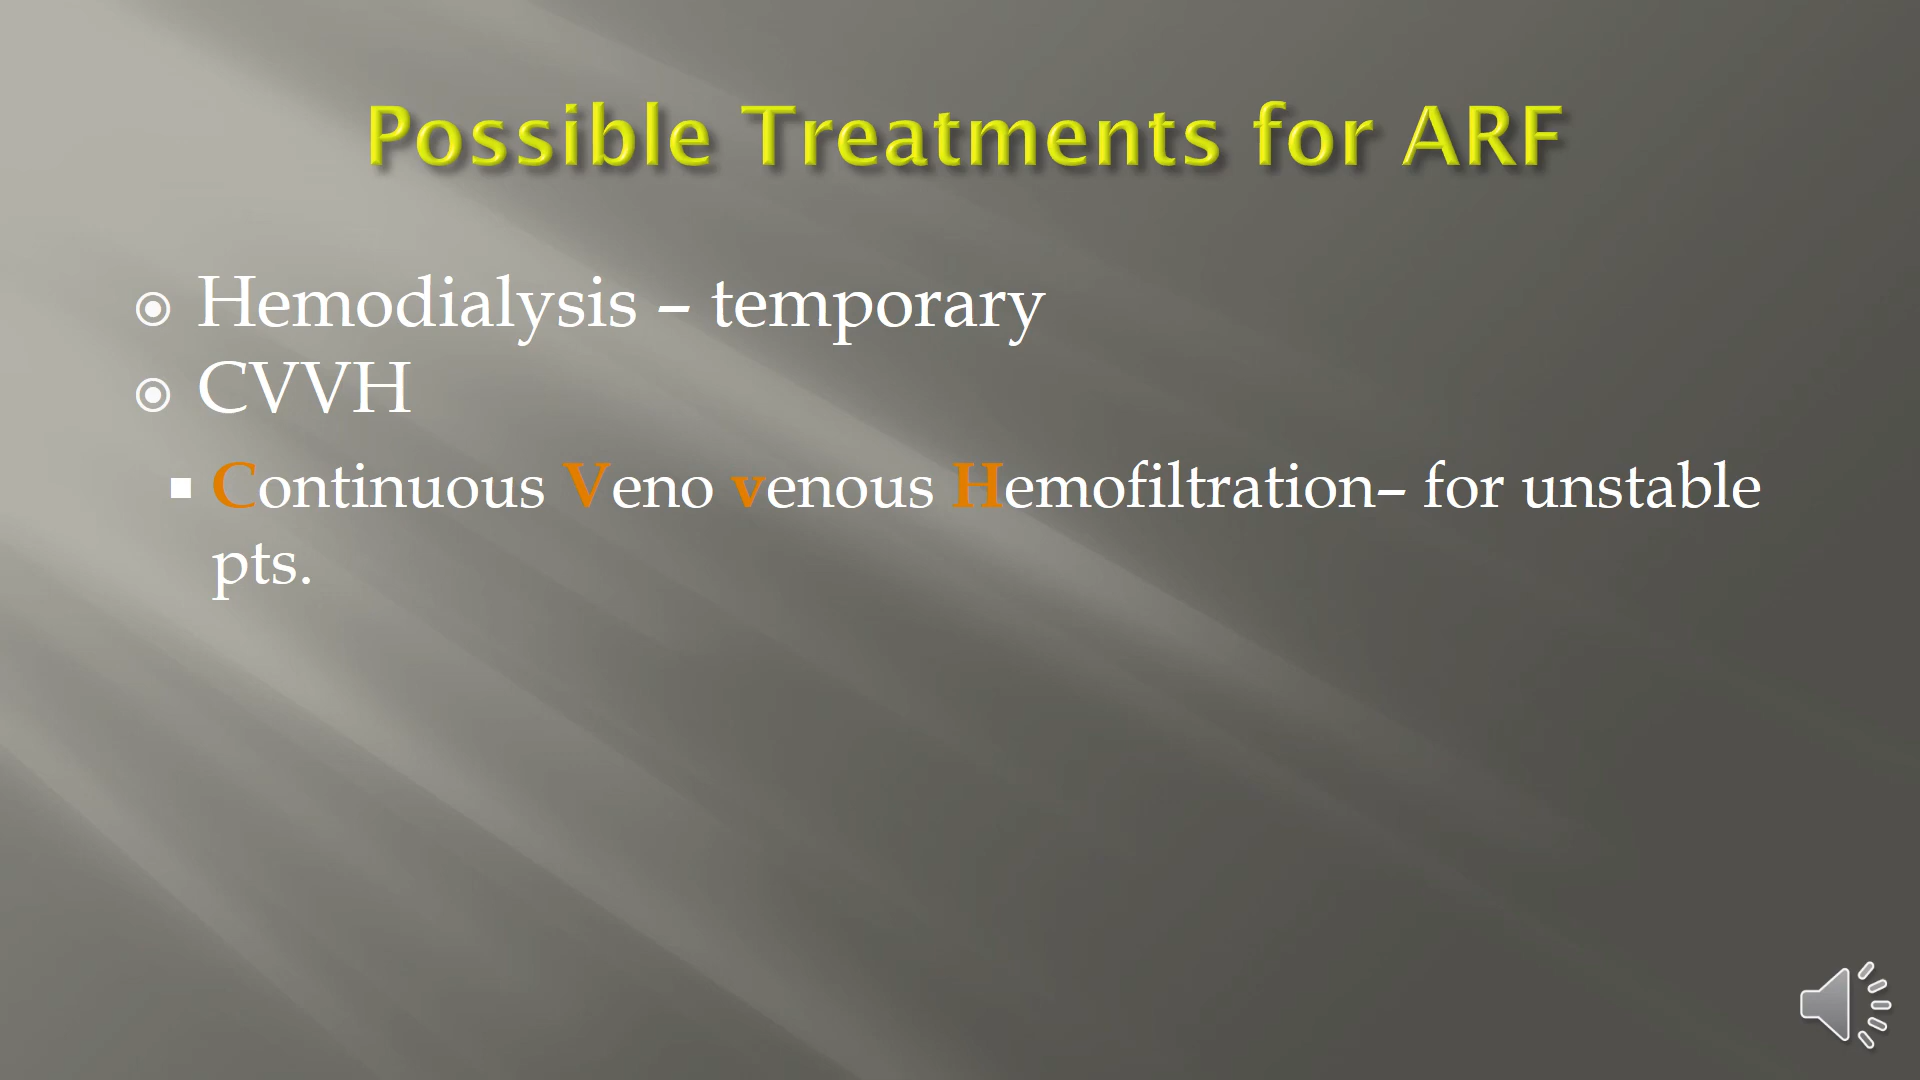 Possible Treatments for ARF
Hemodialysis – temporary
CVVH
Continuous Veno venous Hemofiltration– for unstable
pts.